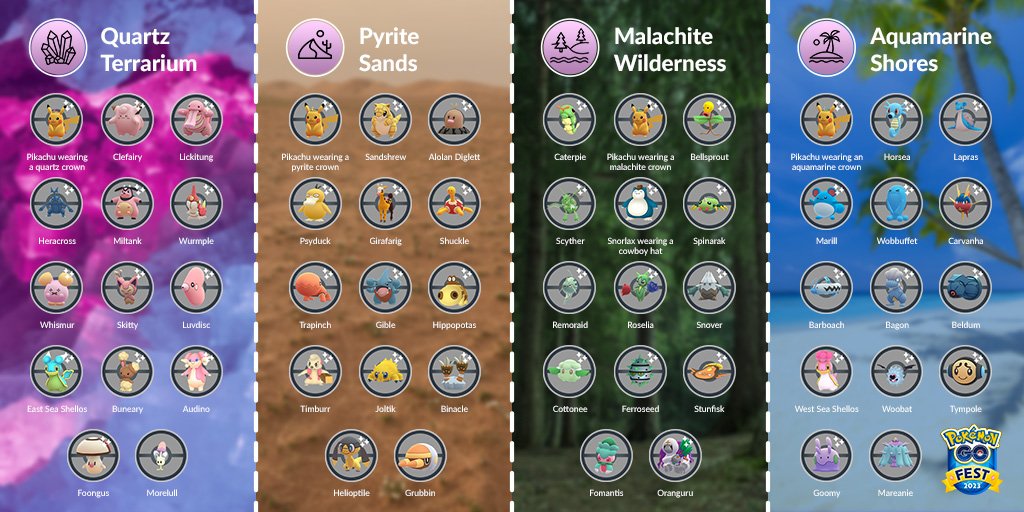 Quartz
Terrarium
Pikachu wearing
a quartz crown
Clefairy
Lickitung
Heracross
Miltank
Wurmple
Whismur
Skitty
Luvdisc
East Sea Shellos
Buneary
Audino
Foongus
Morelull
Pyrite
Sands
Pikachu wearing a
pyrite crown
Sandshrew
Alolan Diglett
Psyduck
Girafarig
Shuckle
Trapinch
Gible
Hippopotas
Timburr
Joltik
Binacle
Helioptile
Grubbin
Malachite
Wilderness
Caterpie
Pikachu wearing a
malachite crown
Bellsprout
Scyther
Snorlax wearing a
cowboy hat
Spinarak
Remoraid
Roselia
Snover
Cottonee
Ferroseed
Stunfisk
Fomantis
Oranguru
Aquamarine
Shores
Pikachu wearing an
aquamarine crown
Horsea
Lapras
Marill
Wobbuffet
Carvanha
Barboach
Bagon
Beldum
West Sea Shellos
Woobat
Tympole
Goomy
Mareanie
POKÉMON
GO
FEST
2023